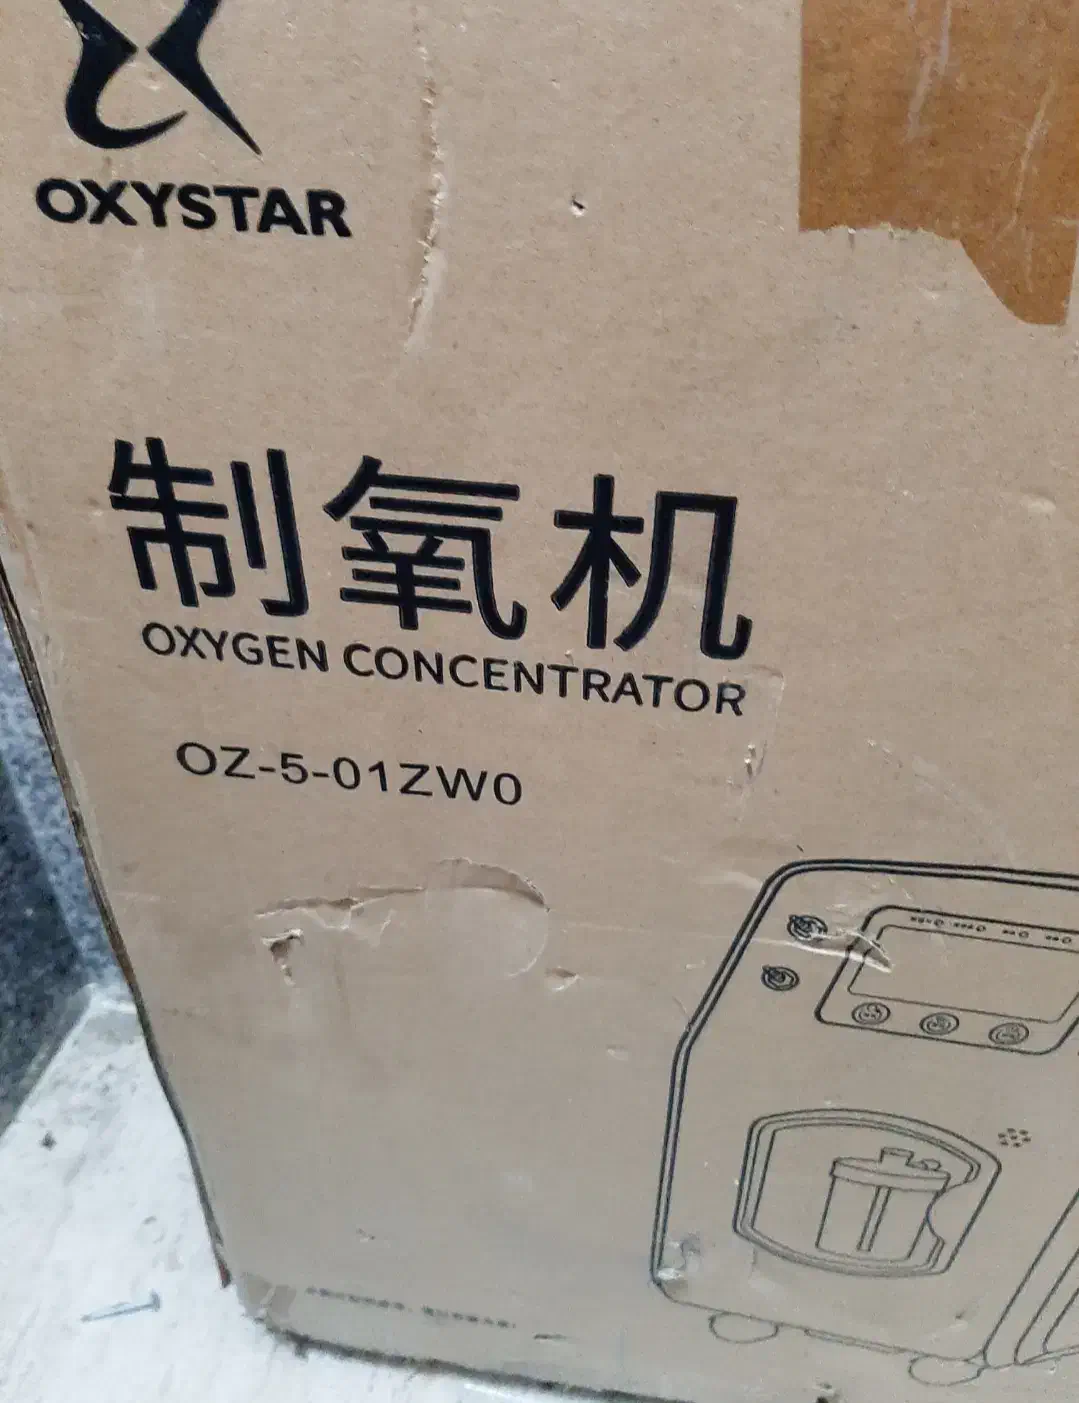 OXYSTAR
制氧机
OXYGEN CONCENTRATOR
OZ-5-01ZW0